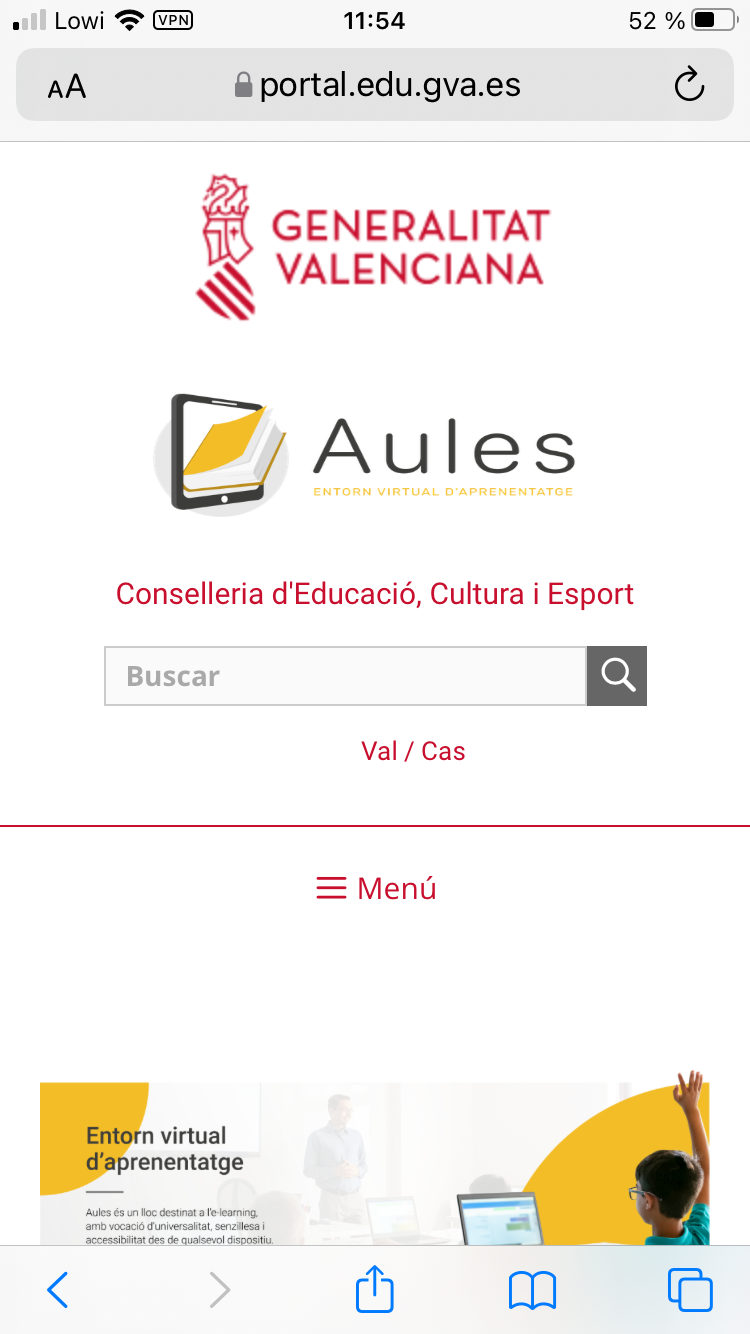 Lowi VPN 11:54 52 %
AA portal.edu.gva.es
GENERALITAT
VALENCIANA
Aules
ENTORN VIRTUAL D'APRENENTATGE
Conselleria d'Educació, Cultura i Esport
Buscar
Val / Cas
Menú
Entorn virtual
d'aprenentatge
Aules és un lloc destinat a l'e-learning,
amb vocació d'universalitat, senzillesa i
accessibilitat des de qualsevol dispositiu.